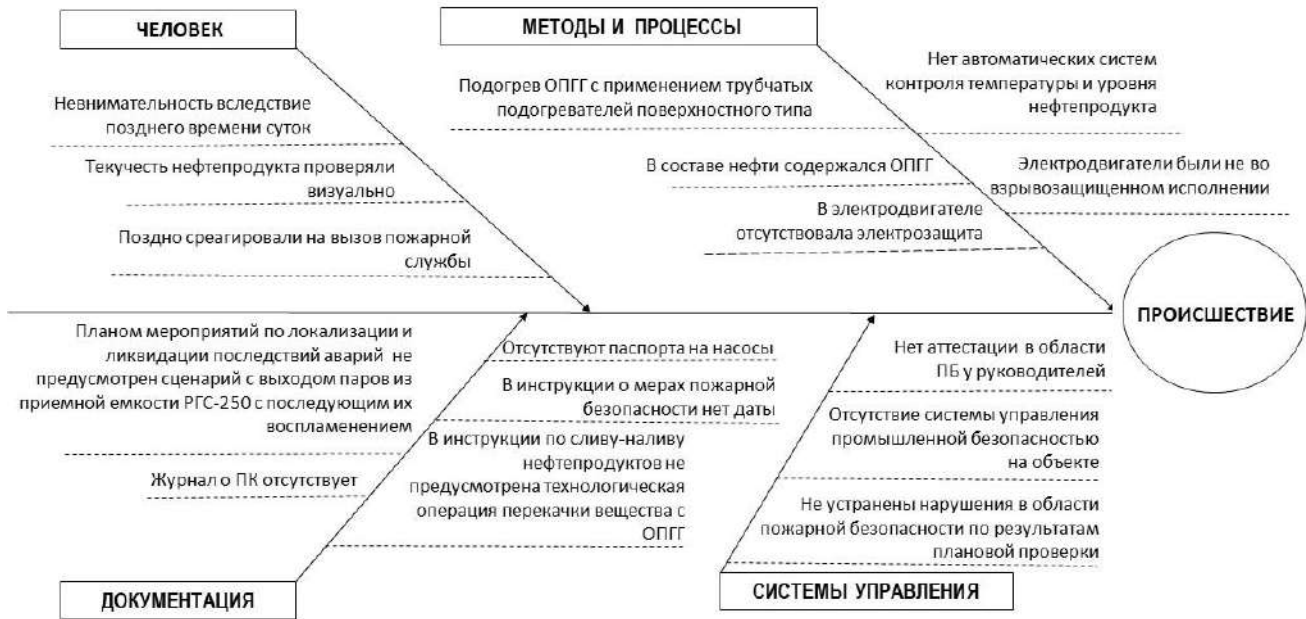 ЧЕЛОВЕК
Невнимательность вследствие
позднего времени суток
Текучесть нефтепродукта проверяли
визуально
Поздно среагировали на вызов пожарной
службы
МЕТОДЫ И ПРОЦЕССЫ
Подогрев ОПГГ с применением трубчатых
подогревателей поверхностного типа
В составе нефти содержался ОПГГ
В электродвигателе
отсутствовала электрозащита
Нет автоматических систем
контроля температуры и уровня
нефтепродукта
Электродвигатели были не во
взрывозащищенном исполнении
ПРОИСШЕСТВИЕ
Планом мероприятий по локализации и
ликвидации последствий аварий не
предусмотрен сценарий с выходом паров из
приемной емкости РГС-250 с последующим их
воспламенением
Журнал о ПК отсутствует
Отсутствуют паспорта на насосы
В инструкции о мерах пожарной
безопасности нет даты
В инструкции по сливу-наливу
нефтепродуктов не
предусмотрена технологическая
операция перекачки вещества с
ОПГГ
ДОКУМЕНТАЦИЯ
Нет аттестации в области
ПБ у руководителей
Отсутствие системы управления
промышленной безопасностью
на объекте
Не устранены нарушения в области
пожарной безопасности по результатам
плановой проверки
СИСТЕМЫ УПРАВЛЕНИЯ